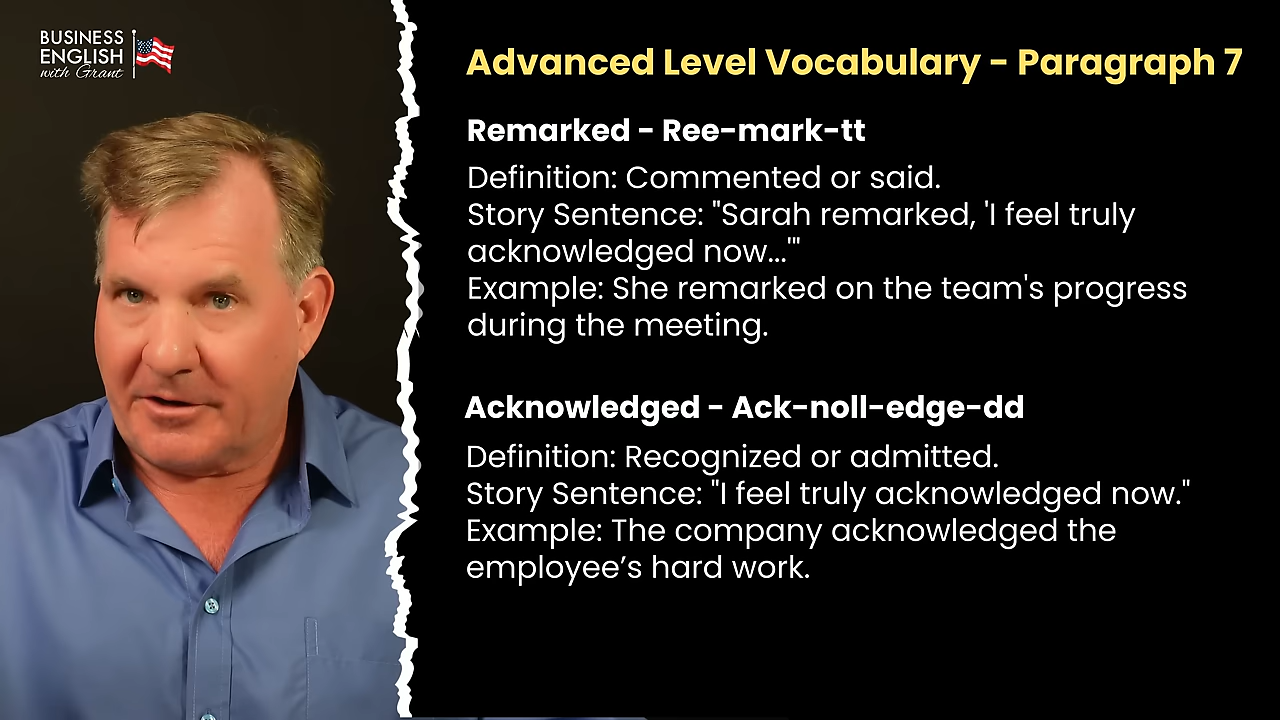 BUSINESS
ENGLISH
with Grant
Advanced Level Vocabulary - Paragraph 7
Remarked - Ree-mark-tt
Definition: Commented or said.
Story Sentence: "Sarah remarked, 'I feel truly
acknowledged now...'"
Example: She remarked on the team's progress
during the meeting.
Acknowledged - Ack-noll-edge-dd
Definition: Recognized or admitted.
Story Sentence: "I feel truly acknowledged now."
Example: The company acknowledged the
employee’s hard work.